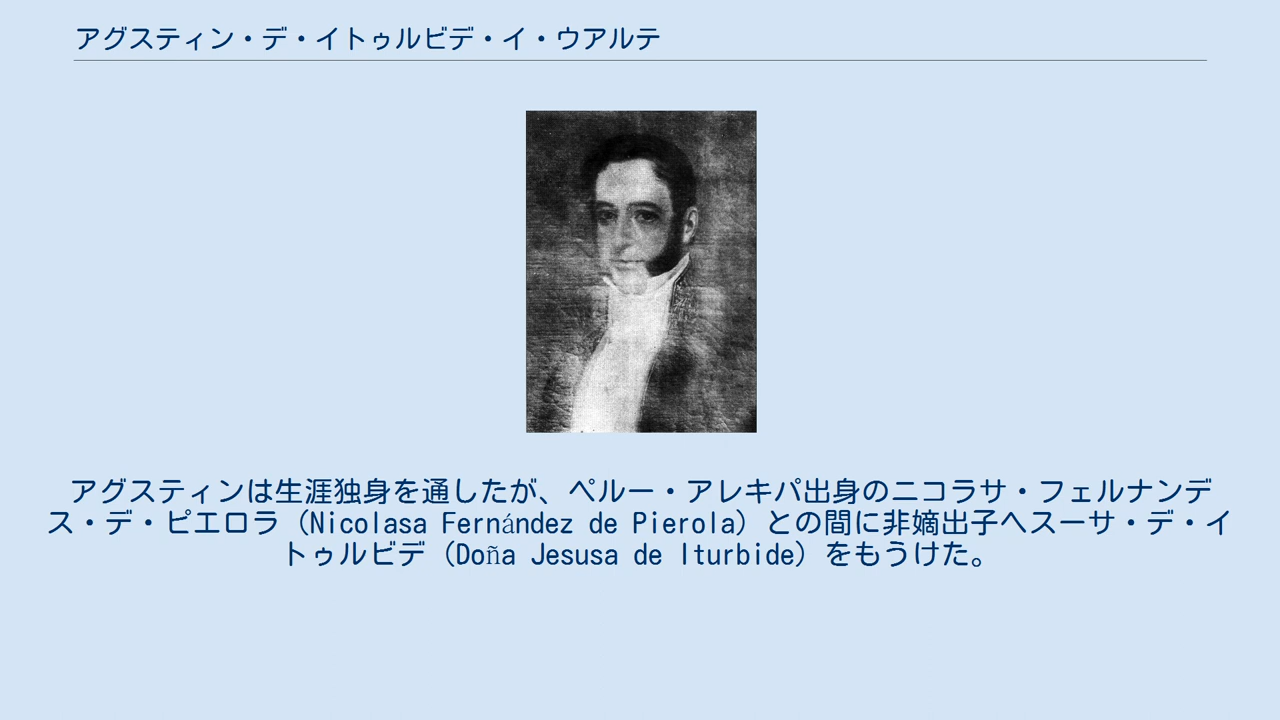 アグスティン・デ・イトゥルビデ・イ・ウアルテ
アグスティンは生涯独身を通したが、ペルー・アレキパ出身のニコラサ・フェルナンデ
ス・デ・ピエロラ（Nicolasa Fernández de Pierola）との間に非嫡出子ヘスーサ・デ・イ
トゥルビデ（Doña Jesusa de Iturbide）をもうけた。